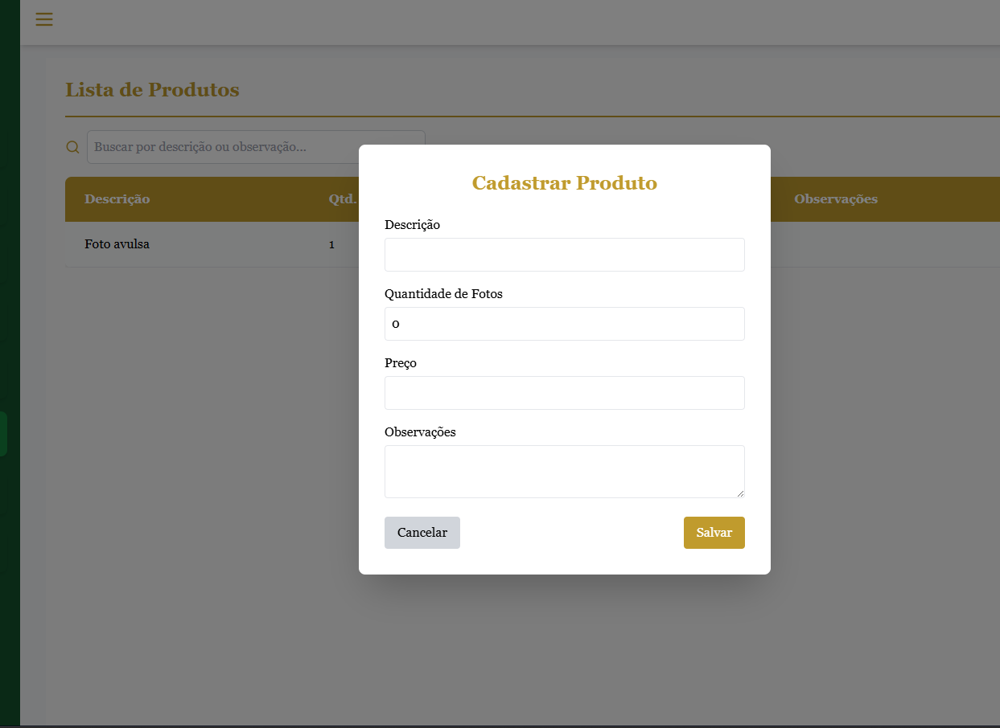 Lista de Produtos
Buscar por descrição ou observação...
Descrição Qtd. Observações
Foto avulsa 1
Cadastrar Produto
Descrição
Quantidade de Fotos
0
Preço
Observações
Cancelar Salvar